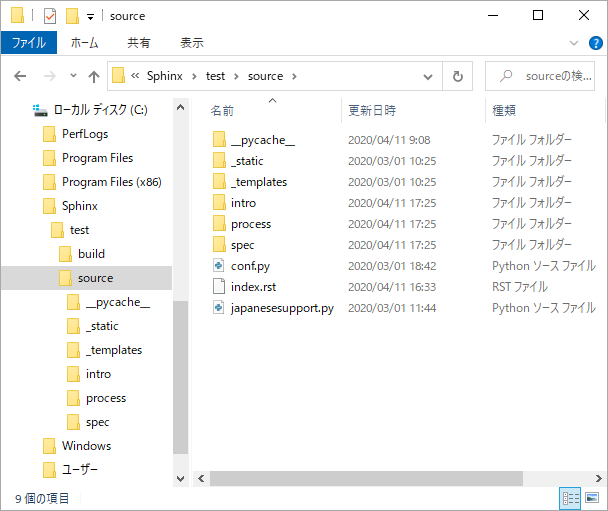 source
ファイル ホーム 共有 表示
« Sphinx › test › source › sourceの検...
ローカル ディスク (C:)
PerfLogs
Program Files
Program Files (x86)
Sphinx
test
build
source
__pycache__
_static
_templates
intro
process
spec
Windows
ユーザー
名前 更新日時 種類
__pycache__ 2020/04/11 9:08 ファイル フォルダー
_static 2020/03/01 10:25 ファイル フォルダー
_templates 2020/03/01 10:25 ファイル フォルダー
intro 2020/04/11 17:25 ファイル フォルダー
process 2020/04/11 17:25 ファイル フォルダー
spec 2020/04/11 17:25 ファイル フォルダー
conf.py 2020/03/01 18:42 Python ソース ファイル
index.rst 2020/04/11 16:33 RST ファイル
japanesesupport.py 2020/03/01 11:44 Python ソース ファイル
9 個の項目